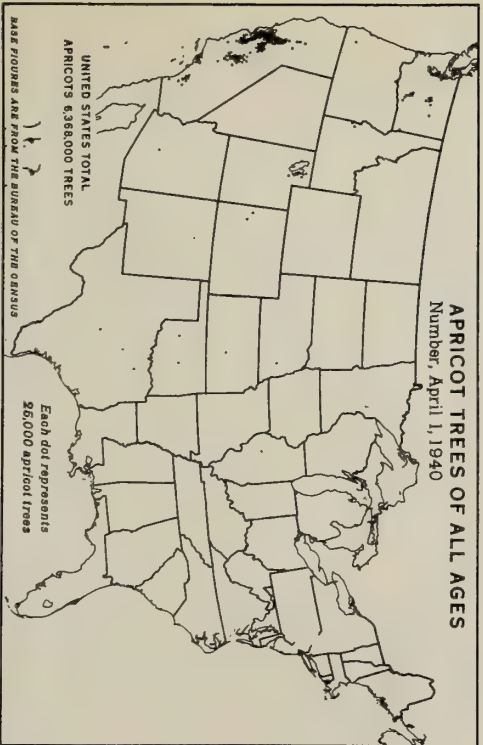 APRICOT TREES OF ALL AGES
Number, April 1, 1940
UNITED STATES TOTAL
APRICOTS 6,368,000 TREES
Each dot represents
25,000 apricot trees
BASE FIGURES ARE FROM THE BUREAU OF THE CENSUS